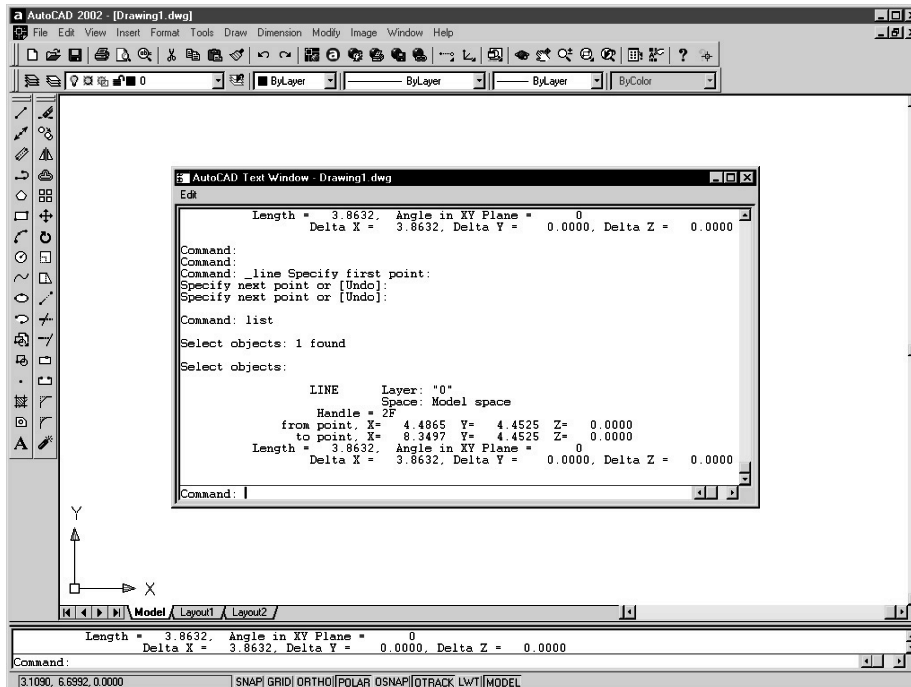 AutoCAD 2002 - [Drawing1.dwg]
File Edit View Insert Format Tools Draw Dimension Modify Image Window Help
0 ByLayer ByLayer ByLayer ByColor
AutoCAD Text Window - Drawing1.dwg
Edit
Length = 3.8632, Angle in XY Plane = 0
Delta X = 3.8632, Delta Y = 0.0000, Delta Z = 0.0000
Command:
Command:
Command: _line Specify first point:
Specify next point or [Undo]:
Specify next point or [Undo]:
Command: list
Select objects: 1 found
Select objects:
LINE Layer: "0"
Space: Model space
Handle = 2F
from point, X= 4.4865 Y= 4.4525 Z= 0.0000
to point, X= 8.3497 Y= 4.4525 Z= 0.0000
Length = 3.8632, Angle in XY Plane = 0
Delta X = 3.8632, Delta Y = 0.0000, Delta Z = 0.0000
Command:
Y
X
Model Layout1 Layout2
Length = 3.8632, Angle in XY Plane = 0
Delta X = 3.8632, Delta Y = 0.0000, Delta Z = 0.0000
Command:
3.1090, 6.6992, 0.0000 SNAP GRID ORTHO POLAR OSNAP OTRACK LWT MODEL